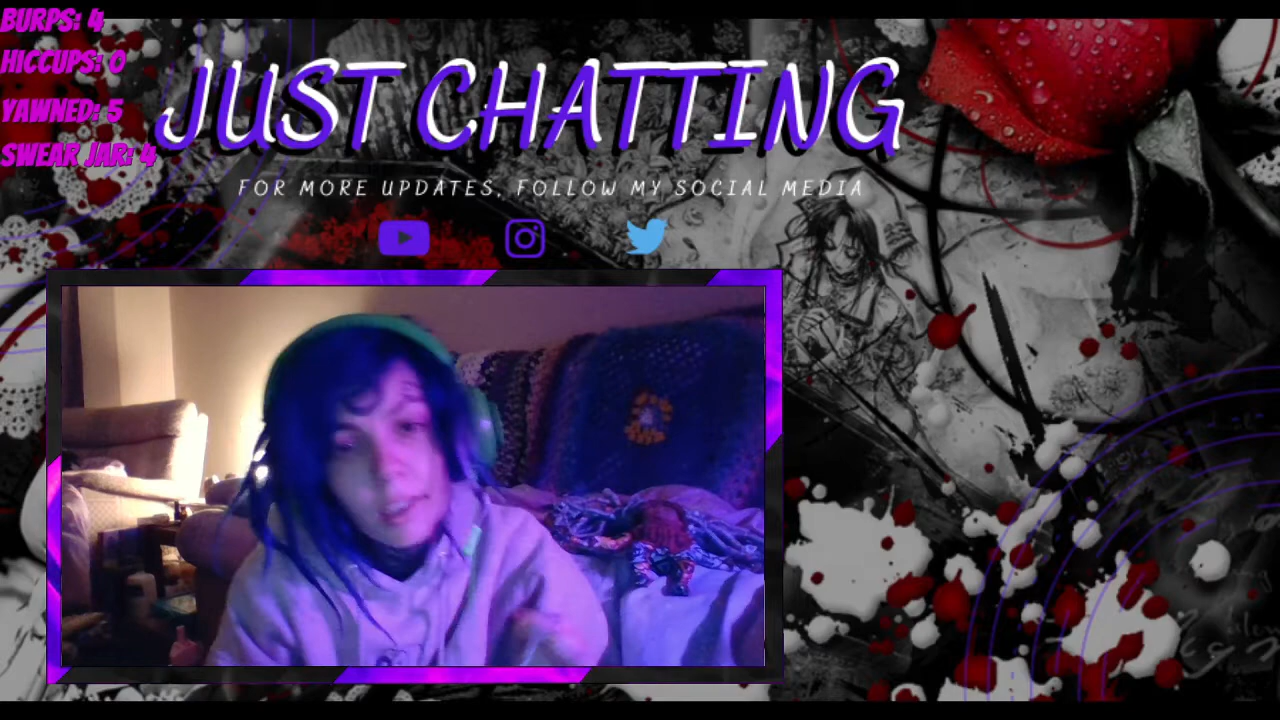 BURPS: 4
HICCUPS: 0
YAWNED: 5
SWEAR JAR: 4
JUST CHATTING
FOR MORE UPDATES, FOLLOW MY SOCIAL MEDIA